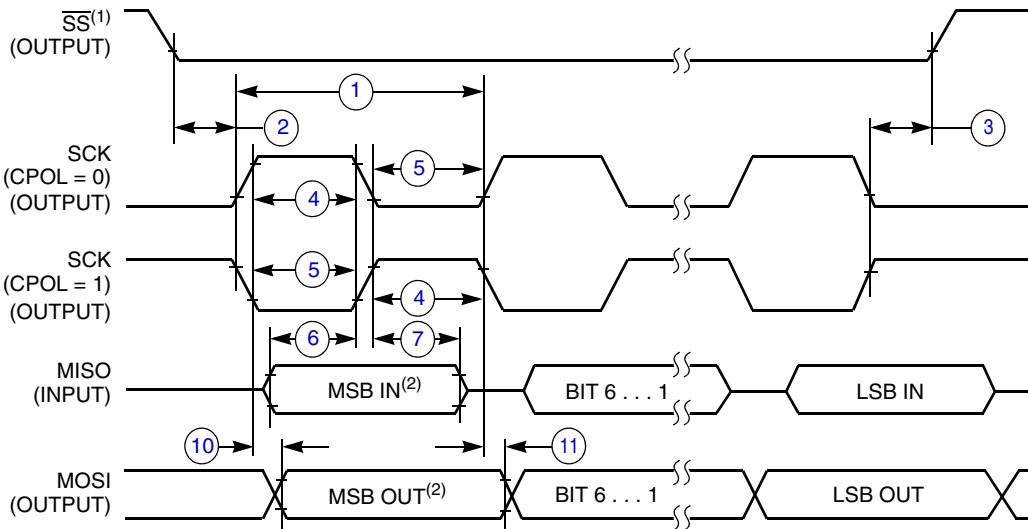 SS(1)
(OUTPUT)
1
2
3
SCK
(CPOL = 0)
(OUTPUT)
5
4
SCK
(CPOL = 1)
(OUTPUT)
5
4
6
7
MISO
(INPUT)
MSB IN(2)
BIT 6 . . . 1
LSB IN
10
11
MOSI
(OUTPUT)
MSB OUT(2)
BIT 6 . . . 1
LSB OUT